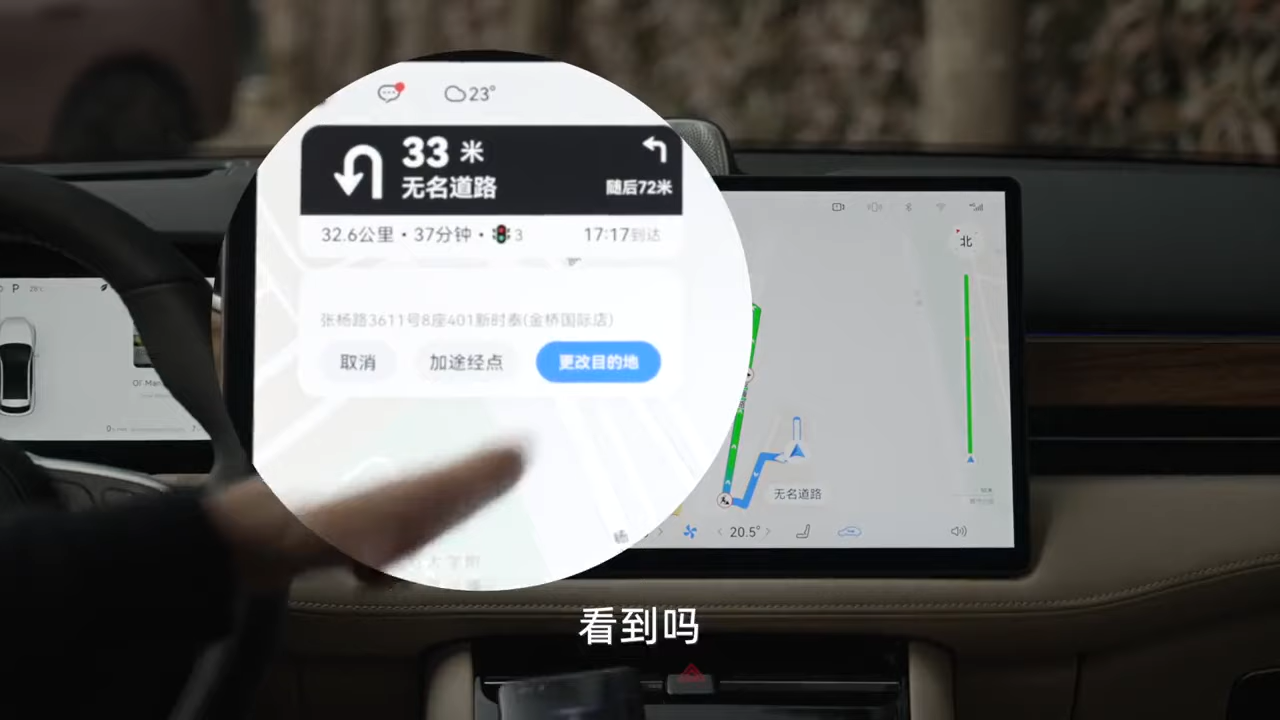 23°
33 米
无名道路
随后72米
32.6公里·37分钟·3
17:17到达
张杨路3611号8座401新时泰(金桥国际店)
取消
加途经点
更改目的地
杨
北
无名道路
20.5°
P
看到吗